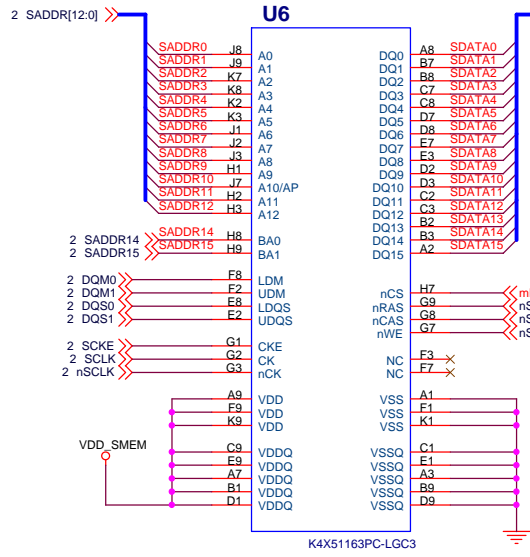 U6
2 SADDR[12:0]
SADDR0 J8 A0 DQ0 A8 SDATA0
SADDR1 J9 A1 DQ1 B7 SDATA1
SADDR2 K7 A2 DQ2 B8 SDATA2
SADDR3 K8 A3 DQ3 C7 SDATA3
SADDR4 K2 A4 DQ4 C8 SDATA4
SADDR5 K3 A5 DQ5 D7 SDATA5
SADDR6 J1 A6 DQ6 D8 SDATA6
SADDR7 J2 A7 DQ7 E7 SDATA7
SADDR8 J3 A8 DQ8 E3 SDATA8
SADDR9 H1 A9 DQ9 D2 SDATA9
SADDR10 J7 A10/AP DQ10 D3 SDATA10
SADDR11 H2 A11 DQ11 C2 SDATA11
SADDR12 H3 A12 DQ12 C3 SDATA12
DQ13 B2 SDATA13
2 SADDR14 SADDR14 H8 BA0 DQ14 B3 SDATA14
2 SADDR15 SADDR15 H9 BA1 DQ15 A2 SDATA15
2 DQM0 F8 LDM nCS H7
2 DQM1 F2 UDM nRAS G9
2 DQS0 E8 LDQS nCAS G8
2 DQS1 E2 UDQS nWE G7
2 SCKE G1 CKE NC F3
2 SCLK G2 CK NC F7
2 nSCLK G3 nCK
A9 VDD VSS A1
F9 VDD VSS F1
K9 VDD VSS K1
VDD_SMEM
C9 VDDQ VSSQ C1
E9 VDDQ VSSQ E1
A7 VDDQ VSSQ A3
B1 VDDQ VSSQ B9
D1 VDDQ VSSQ D9
K4X51163PC-LGC3